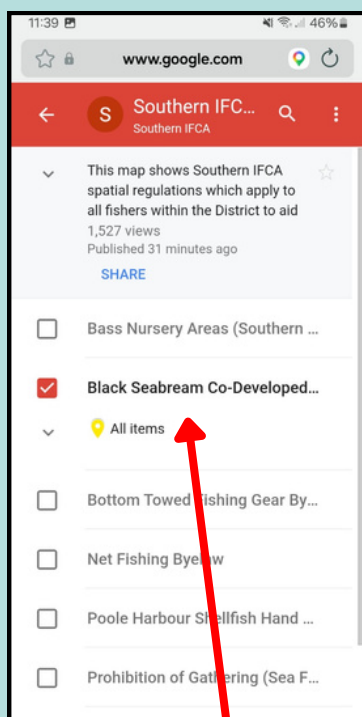 11:39 46%
www.google.com
S Southern IFC...
Southern IFCA
This map shows Southern IFCA
spatial regulations which apply to
all fishers within the District to aid
1,527 views
Published 31 minutes ago
SHARE
Bass Nursery Areas (Southern ...
Black Seabream Co-Developed...
All items
Bottom Towed Fishing Gear By...
Net Fishing Byelaw
Poole Harbour Shellfish Hand ...
Prohibition of Gathering (Sea F...